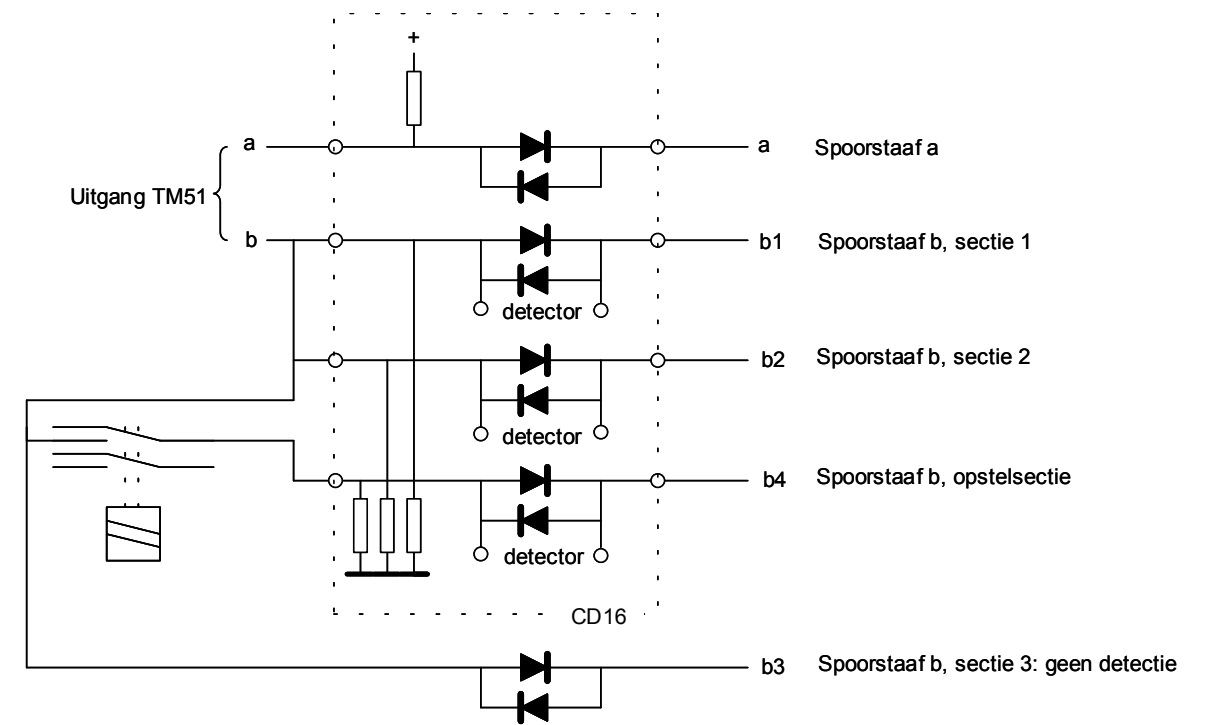 +
a
a
Spoorstaaf a
Uitgang TM51
b
b1
Spoorstaaf b, sectie 1
detector
b2
Spoorstaaf b, sectie 2
detector
b4
Spoorstaaf b, opstelsectie
detector
CD16
b3
Spoorstaaf b, sectie 3: geen detectie